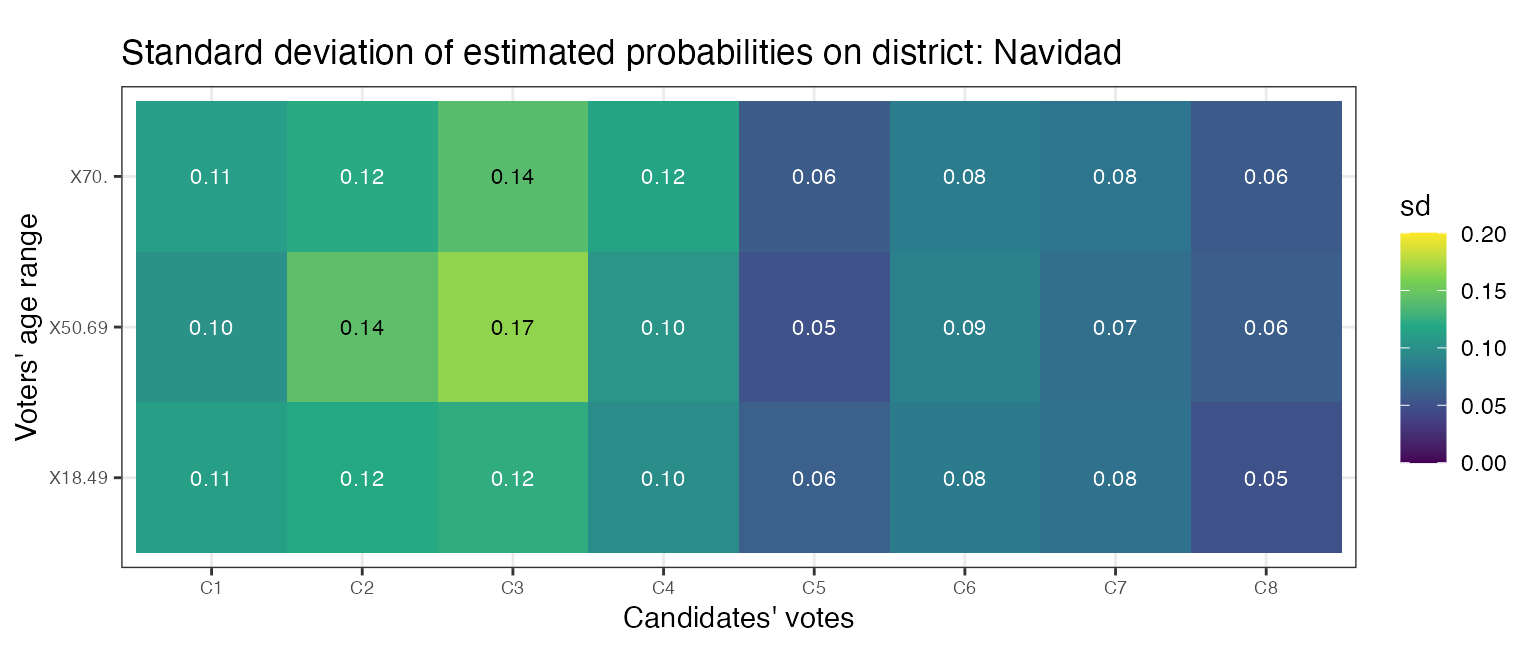 Standard deviation of estimated probabilities on district: Navidad
Voters' age range
X70.
0.11 0.12 0.14 0.12 0.06 0.08 0.08 0.06
X50.69
0.10 0.14 0.17 0.10 0.05 0.09 0.07 0.06
X18.49
0.11 0.12 0.12 0.10 0.06 0.08 0.08 0.05
C1 C2 C3 C4 C5 C6 C7 C8
Candidates' votes
sd
0.20
0.15
0.10
0.05
0.00